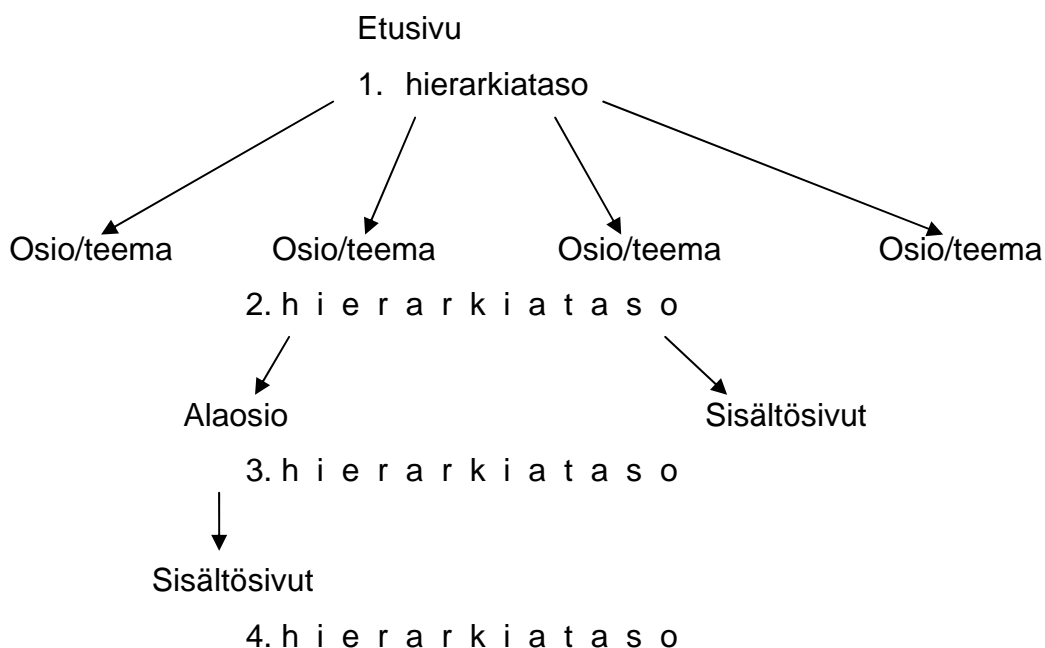 Etusivu
1. hierarkiataso
Osio/teema Osio/teema Osio/teema Osio/teema
2. h i e r a r k i a t a s o
Alaosio Sisältösivut
3. h i e r a r k i a t a s o
Sisältösivut
4. h i e r a r k i a t a s o